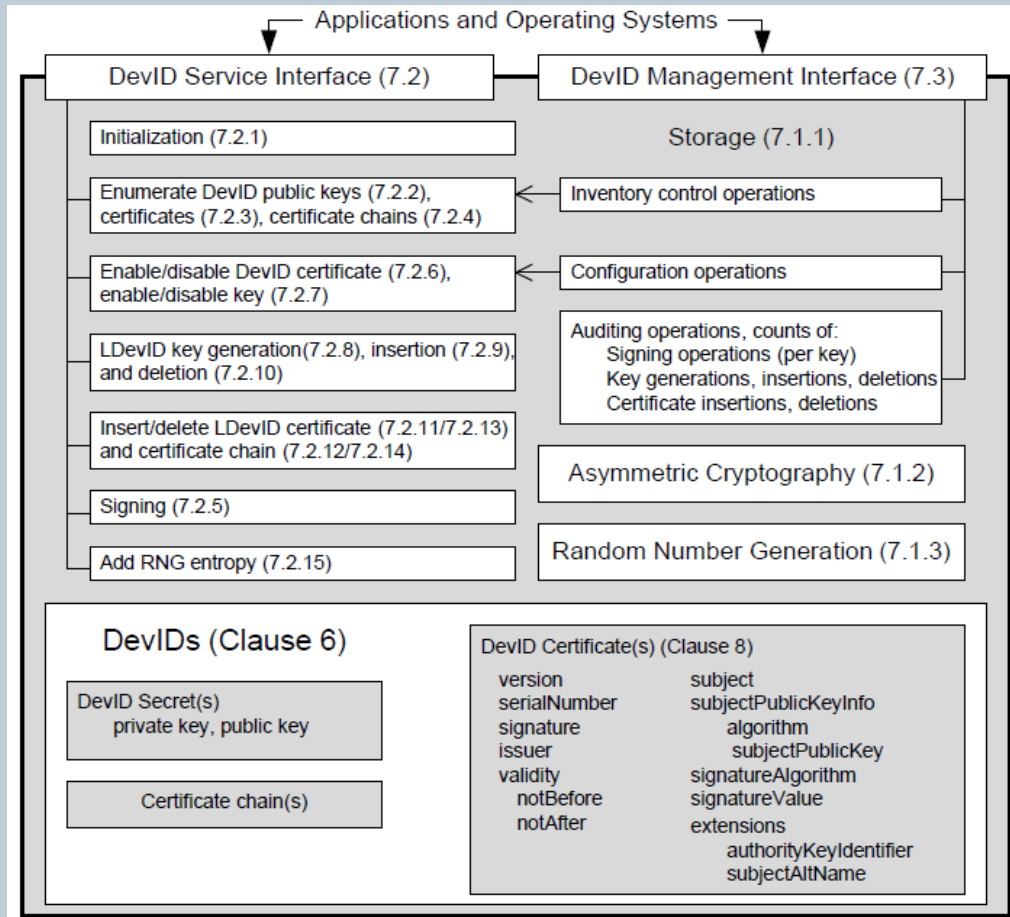 Applications and Operating Systems
DevID Service Interface (7.2)
DevID Management Interface (7.3)
Initialization (7.2.1)
Storage (7.1.1)
Enumerate DevID public keys (7.2.2),
certificates (7.2.3), certificate chains (7.2.4)
Inventory control operations
Enable/disable DevID certificate (7.2.6),
enable/disable key (7.2.7)
Configuration operations
LDevID key generation(7.2.8), insertion (7.2.9),
and deletion (7.2.10)
Auditing operations, counts of:
Signing operations (per key)
Key generations, insertions, deletions
Certificate insertions, deletions
Insert/delete LDevID certificate (7.2.11/7.2.13)
and certificate chain (7.2.12/7.2.14)
Asymmetric Cryptography (7.1.2)
Signing (7.2.5)
Random Number Generation (7.1.3)
Add RNG entropy (7.2.15)
DevIDs (Clause 6)
DevID Secret(s)
private key, public key
Certificate chain(s)
DevID Certificate(s) (Clause 8)
version
serialNumber
signature
issuer
validity
notBefore
notAfter
subject
subjectPublicKeyInfo
algorithm
subjectPublicKey
signatureAlgorithm
signatureValue
extensions
authorityKeyIdentifier
subjectAltName